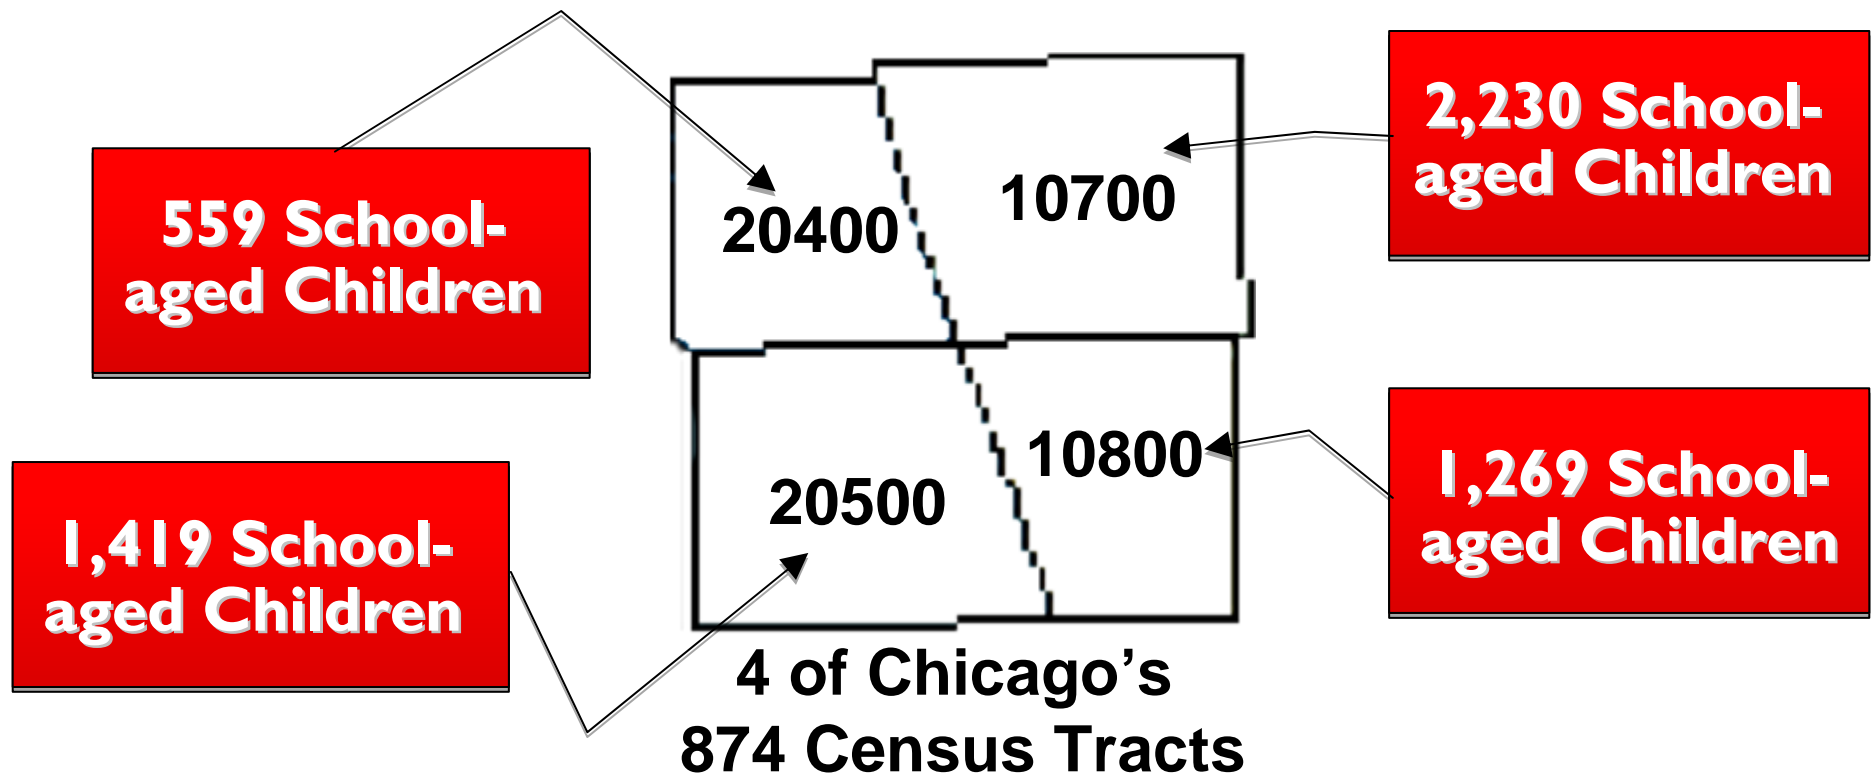 559 School-
aged Children
20400
10700
2,230 School-
aged Children
1,419 School-
aged Children
20500
10800
1,269 School-
aged Children
4 of Chicago’s
874 Census Tracts